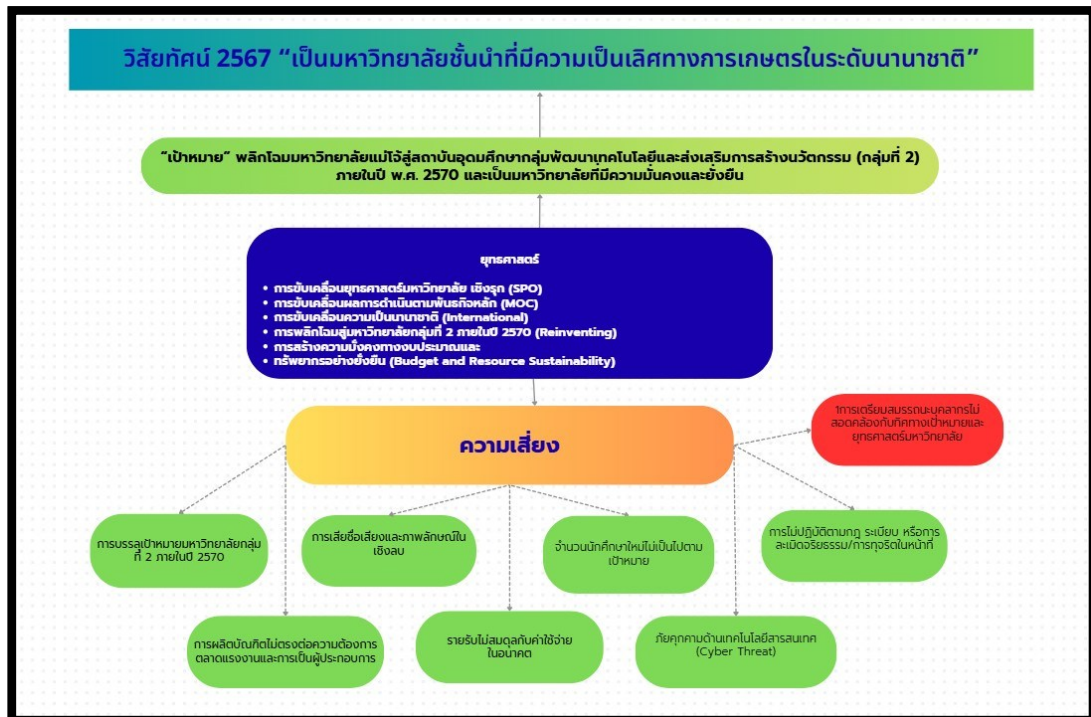 วิสัยทัศน์ 2567 “เป็นมหาวิทยาลัยชั้นนำที่มีความเป็นเลิศทางการเกษตรในระดับนานาชาติ”
“เป้าหมาย” พลิกโฉมมหาวิทยาลัยแม่โจ้สู่สถาบันอุดมศึกษากลุ่มพัฒนาเทคโนโลยีและส่งเสริมการสร้างนวัตกรรม (กลุ่มที่ 2)
ภายในปี พ.ศ. 2570 และเป็นมหาวิทยาลัยที่มีความมั่นคงและยั่งยืน
ยุทธศาสตร์
• การขับเคลื่อนยุทธศาสตร์มหาวิทยาลัย เชิงรุก (SPO)
• การขับเคลื่อนผลการดำเนินตามพันธกิจหลัก (MOC)
• การขับเคลื่อนความเป็นนานาชาติ (International)
• การพลิกโฉมสู่มหาวิทยาลัยกลุ่มที่ 2 ภายในปี 2570 (Reinventing)
• การสร้างความมั่งคงทางงบประมาณและ
• ทรัพยากรอย่างยั่งยืน (Budget and Resource Sustainability)
ความเสี่ยง
1การเตรียมสมรรถนะบุคลากรไม่
สอดคล้องกับทิศทางเป้าหมายและ
ยุทธศาสตร์มหาวิทยาลัย
การบรรลุเป้าหมายมหาวิทยาลัยกลุ่ม
ที่ 2 ภายในปี 2570
การเสียชื่อเสียงและภาพลักษณ์ใน
เชิงลบ
จำนวนนักศึกษาใหม่ไม่เป็นไปตาม
เป้าหมาย
การไม่ปฏิบัติตามกฎ ระเบียบ หรือการ
ละเมิดจริยธรรม/การทุจริตในหน้าที่
การผลิตบัณฑิตไม่ตรงต่อความต้องการ
ตลาดแรงงานและการเป็นผู้ประกอบการ
รายรับไม่สมดุลกับค่าใช้จ่าย
ในอนาคต
ภัยคุกคามด้านเทคโนโลยีสารสนเทศ
(Cyber Threat)